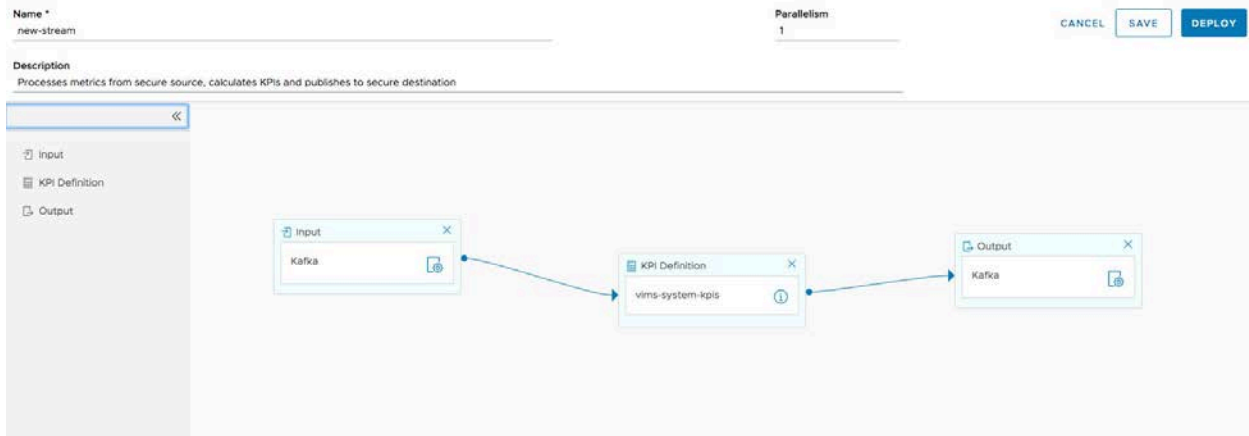 Name *
new-stream
Parallelism
1
CANCEL
SAVE
DEPLOY
Description
Processes metrics from secure source, calculates KPIs and publishes to secure destination
Input
KPI Definition
Output
Input
Kafka
KPI Definition
vims-system-kpis
Output
Kafka